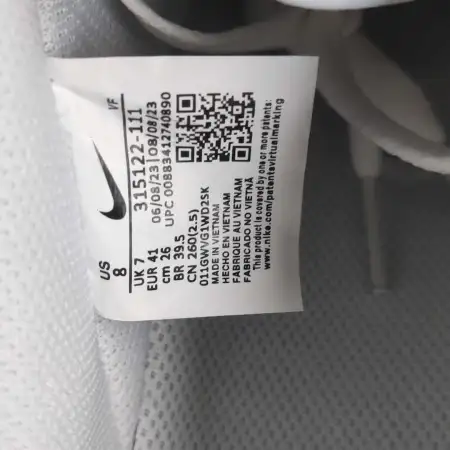 US
8
UK 7
EUR 41
cm 26
BR 39.5
CN 260(2.5)
315122-111 VF
06/08/23 | 08/08/23
UPC 00883412740890
011GWVG1WD2SK
MADE IN VIETNAM
HECHO EN VIETNAM
FABRIQUE AU VIETNAM
FABRICADO NO VIETNÃ
This product is covered by one or more patents:
www.nike.com/patentsvirtualmarking